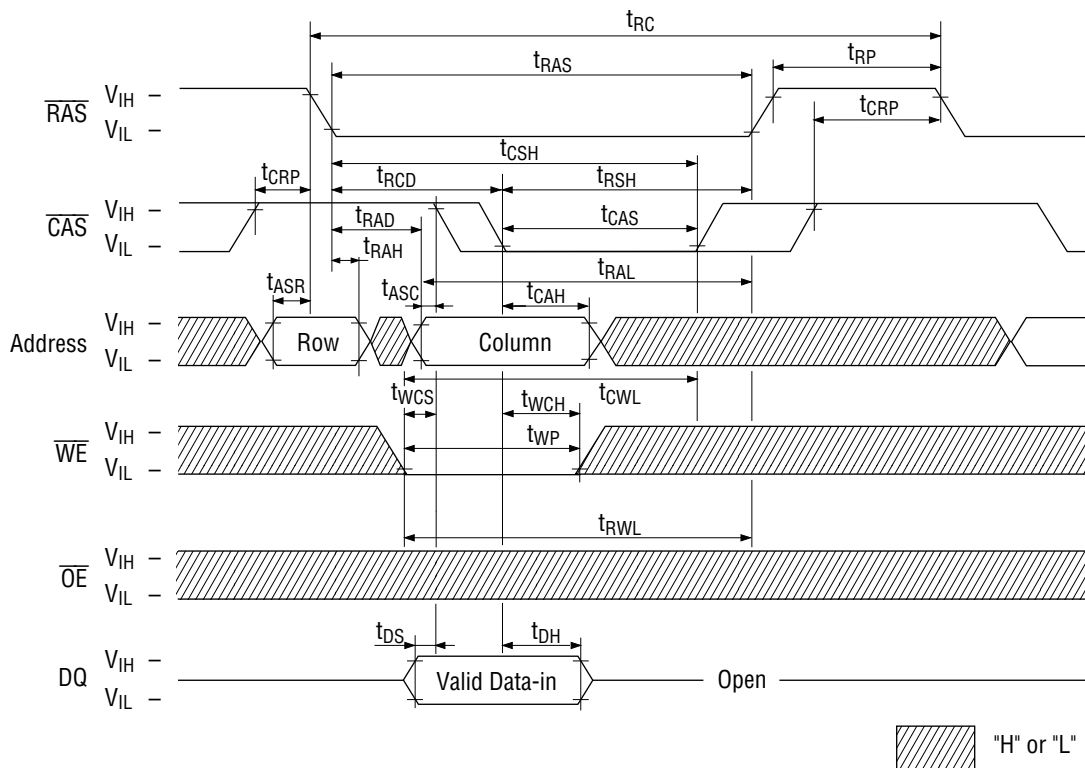 tRC
tRAS
tRP
RAS
VIH
VIL
tCRP
tCSH
tCRP
tRCD
tRSH
CAS
VIH
VIL
tRAD
tCAS
tRAH
tRAL
tASR
tASC
tCAH
Address
VIH
VIL
Row
Column
tCWL
tWCS
tWCH
WE
VIH
VIL
tWP
tRWL
OE
VIH
VIL
tDS
tDH
DQ
VIH
VIL
Valid Data-in
Open
"H" or "L"